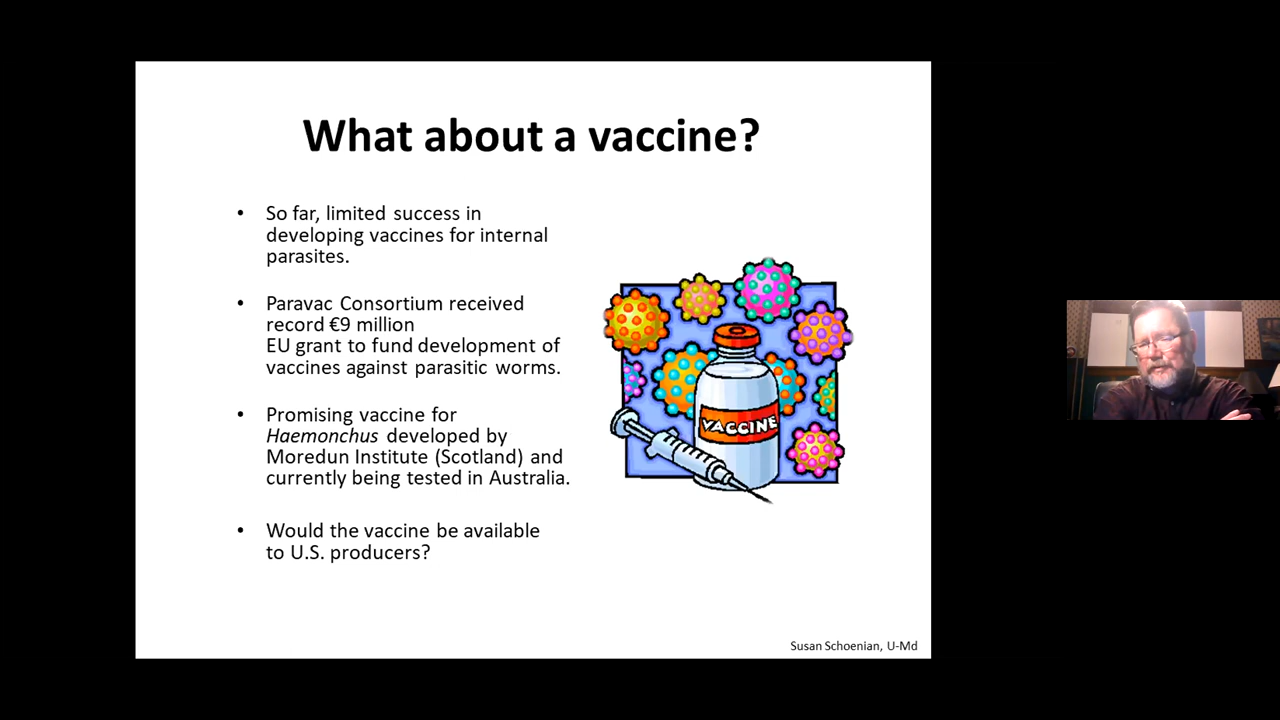 What about a vaccine?
• So far, limited success in
developing vaccines for internal
parasites.
• Paravac Consortium received
record €9 million
EU grant to fund development of
vaccines against parasitic worms.
• Promising vaccine for
Haemonchus developed by
Moredun Institute (Scotland) and
currently being tested in Australia.
• Would the vaccine be available
to U.S. producers?
VACCINE
Susan Schoenian, U-Md